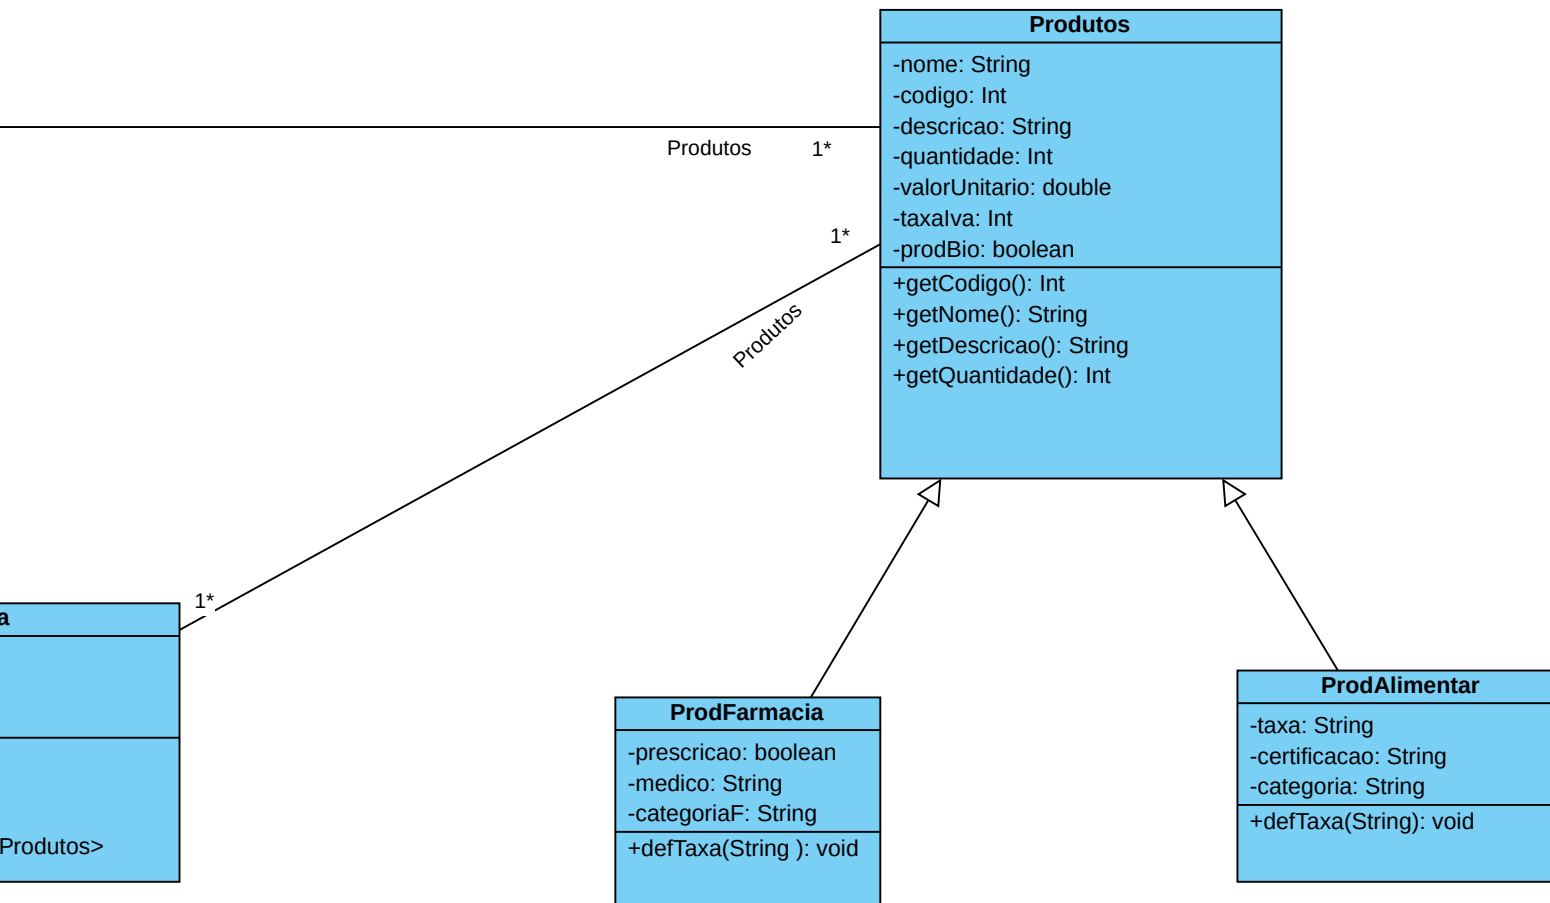 Produtos
-nome: String
-codigo: Int
-descricao: String
-quantidade: Int
-valorUnitario: double
-taxaIva: Int
-prodBio: boolean
+getCodigo(): Int
+getNome(): String
+getDescricao(): String
+getQuantidade(): Int
Produtos
1*
1*
Produtos
1*
a
Produtos>
ProdFarmacia
-prescricao: boolean
-medico: String
-categoriaF: String
+defTaxa(String ): void
ProdAlimentar
-taxa: String
-certificacao: String
-categoria: String
+defTaxa(String): void